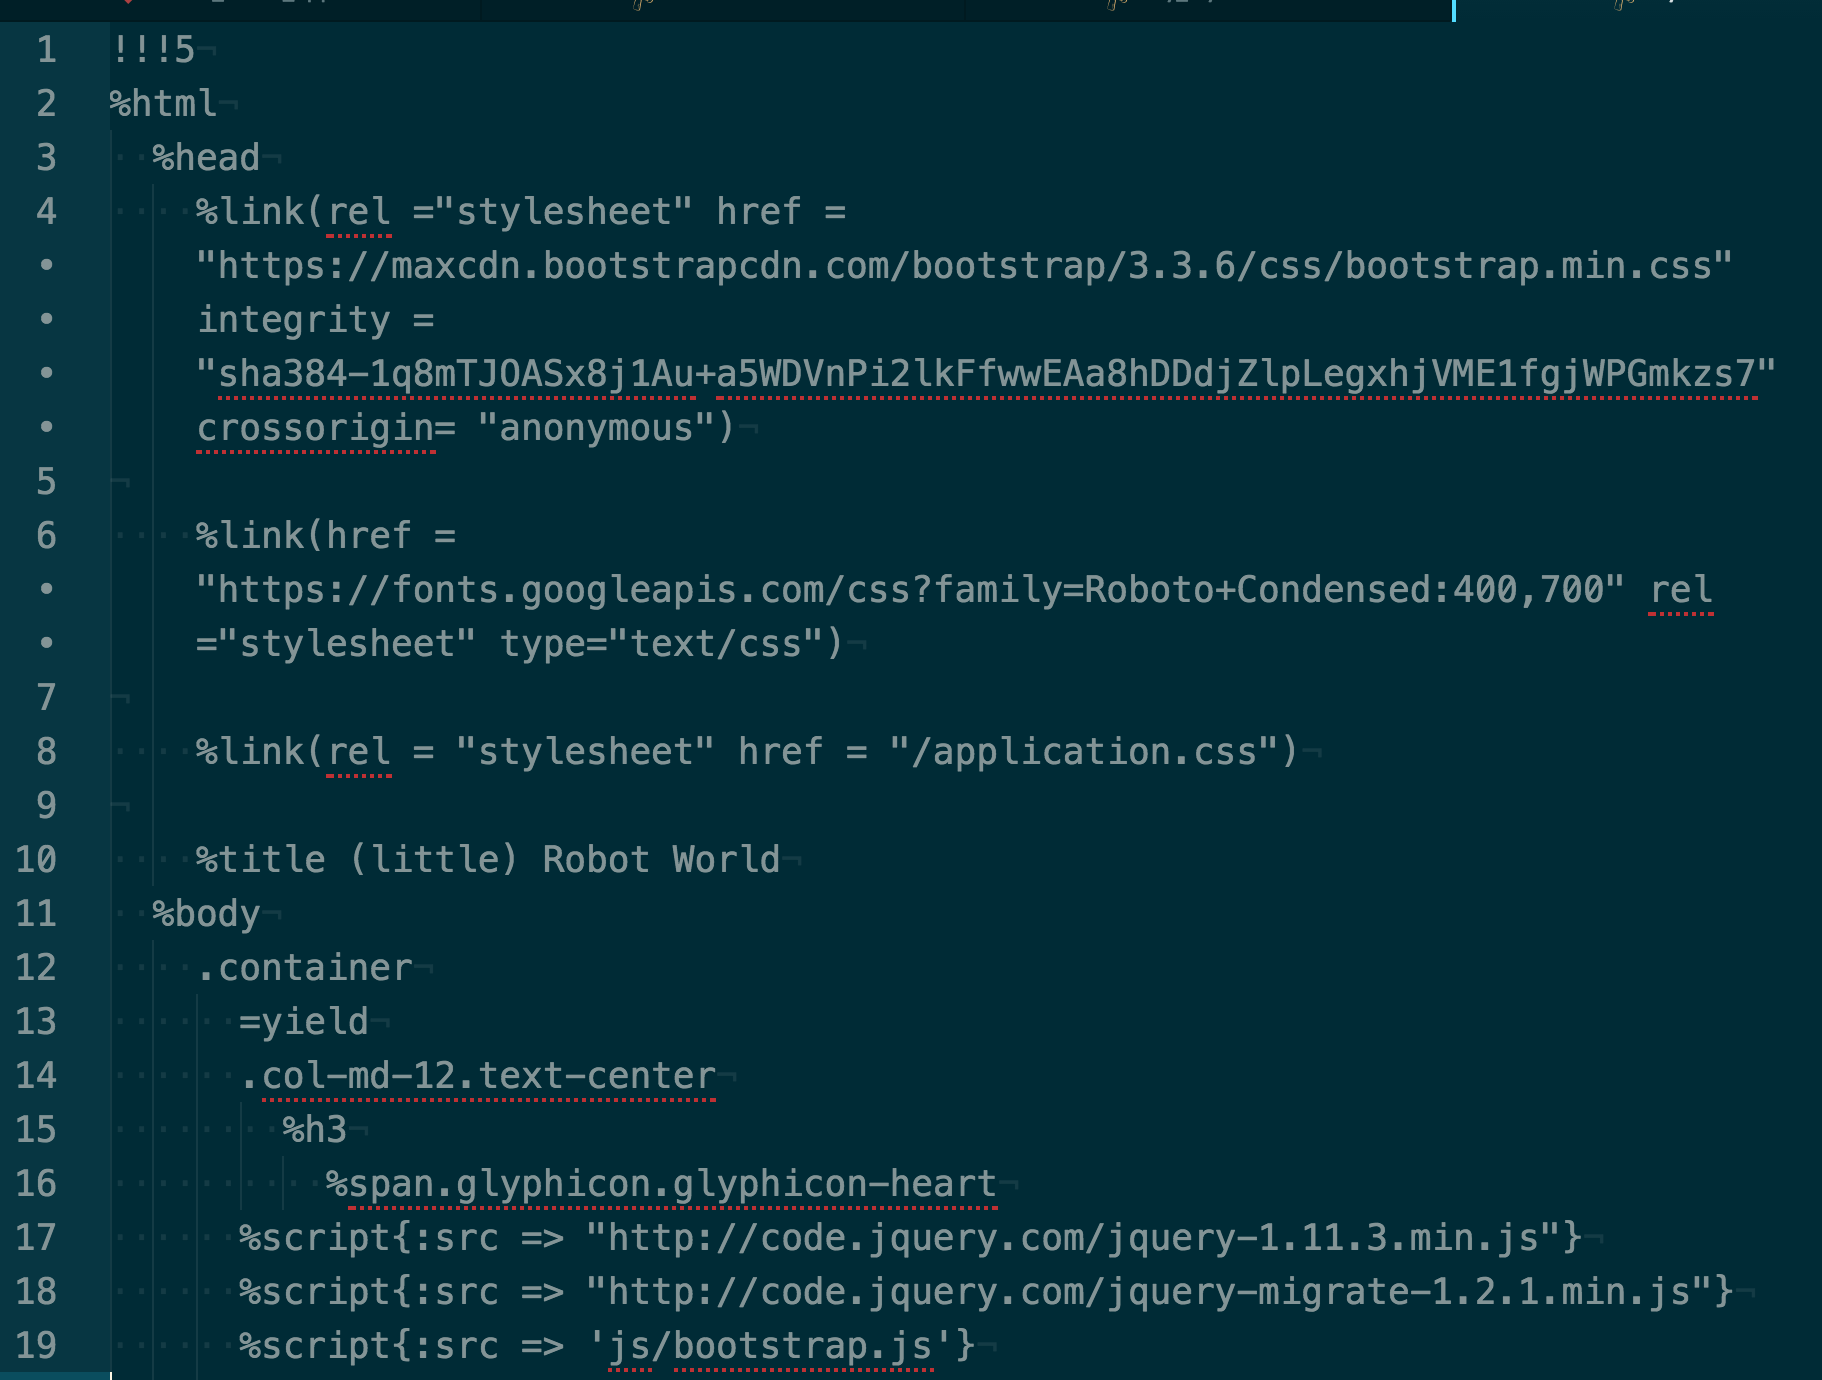 1 !!!5
2 %html
3 %head
4 %link(rel ="stylesheet" href =
"https://maxcdn.bootstrapcdn.com/bootstrap/3.3.6/css/bootstrap.min.css"
integrity =
"sha384-1q8mTJOASx8j1Au+a5WDVnPi2lkFfwwEAa8hDDdjZlpLegxhjVME1fgjWPGmkzs7"
crossorigin= "anonymous")
5
6 %link(href =
"https://fonts.googleapis.com/css?family=Roboto+Condensed:400,700" rel
="stylesheet" type="text/css")
7
8 %link(rel = "stylesheet" href = "/application.css")
9
10 %title (little) Robot World
11 %body
12 .container
13 =yield
14 .col-md-12.text-center
15 %h3
16 %span.glyphicon.glyphicon-heart
17 %script{:src => "http://code.jquery.com/jquery-1.11.3.min.js"}
18 %script{:src => "http://code.jquery.com/jquery-migrate-1.2.1.min.js"}
19 %script{:src => 'js/bootstrap.js'}